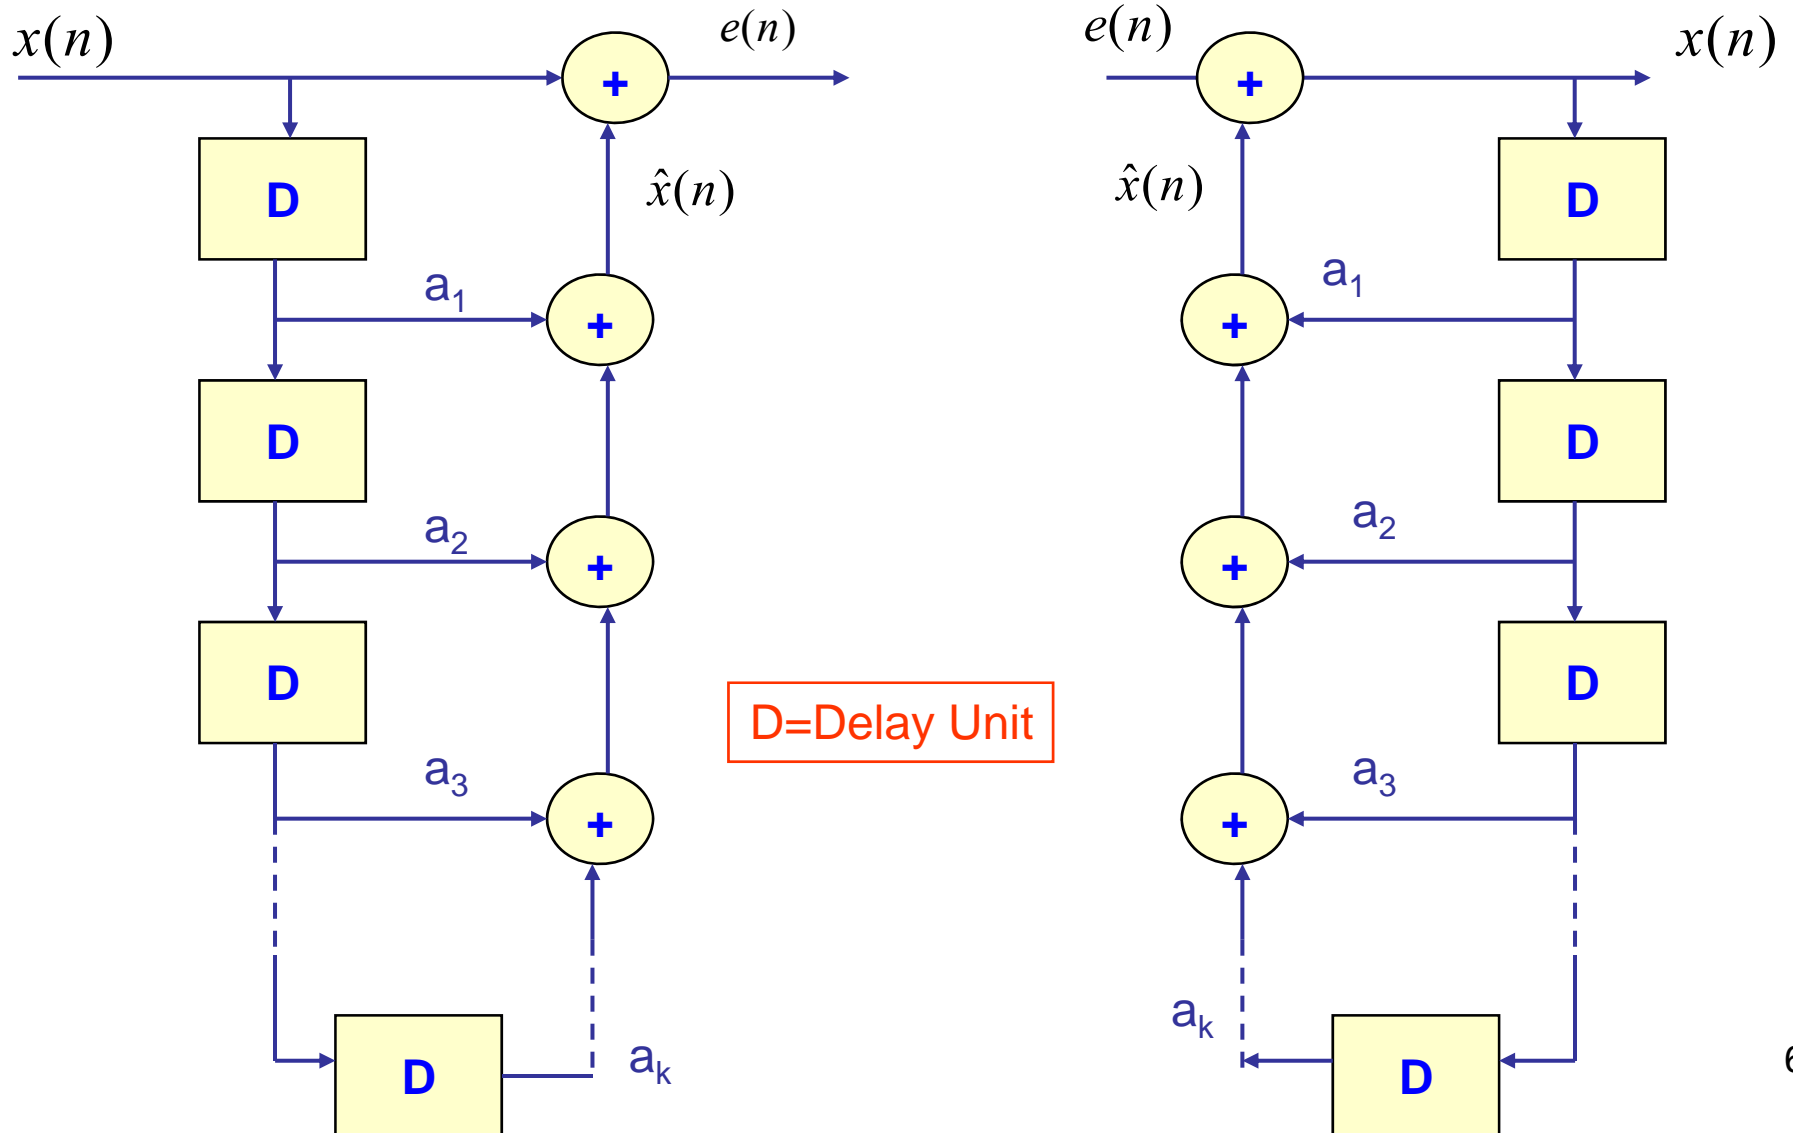 x(n)
+
e(n)
D
x̂(n)
a₁
+
D
a₂
+
D
a₃
+
D
aₖ
D=Delay Unit
e(n)
+
x(n)
x̂(n)
D
a₁
+
D
a₂
+
D
a₃
+
aₖ
D